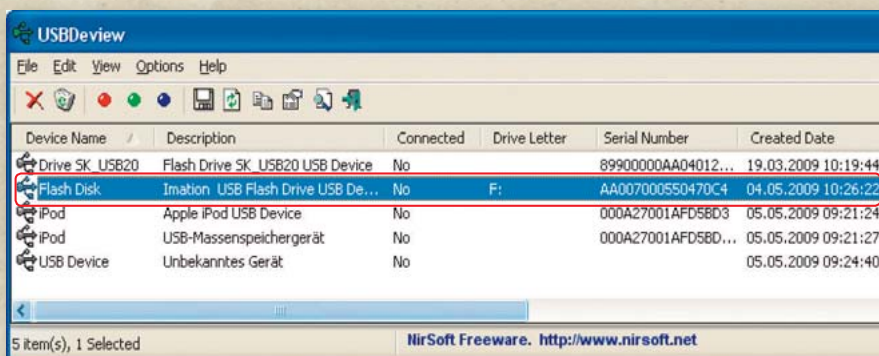 USBDeview
File Edit View Options Help
Device Name / Description Connected Drive Letter Serial Number Created Date
Drive SK_USB20 Flash Drive SK_USB20 USB Device No 89900000AA04012... 19.03.2009 10:19:44
Flash Disk Imation USB Flash Drive USB De... No F: AA007000550470C4 04.05.2009 10:26:22
iPod Apple iPod USB Device No 000A27001AFD5BD3 05.05.2009 09:21:24
iPod USB-Massenspeichergerät No 000A27001AFD5BD... 05.05.2009 09:21:27
USB Device Unbekanntes Gerät No 05.05.2009 09:24:40
5 item(s), 1 Selected NirSoft Freeware. http://www.nirsoft.net